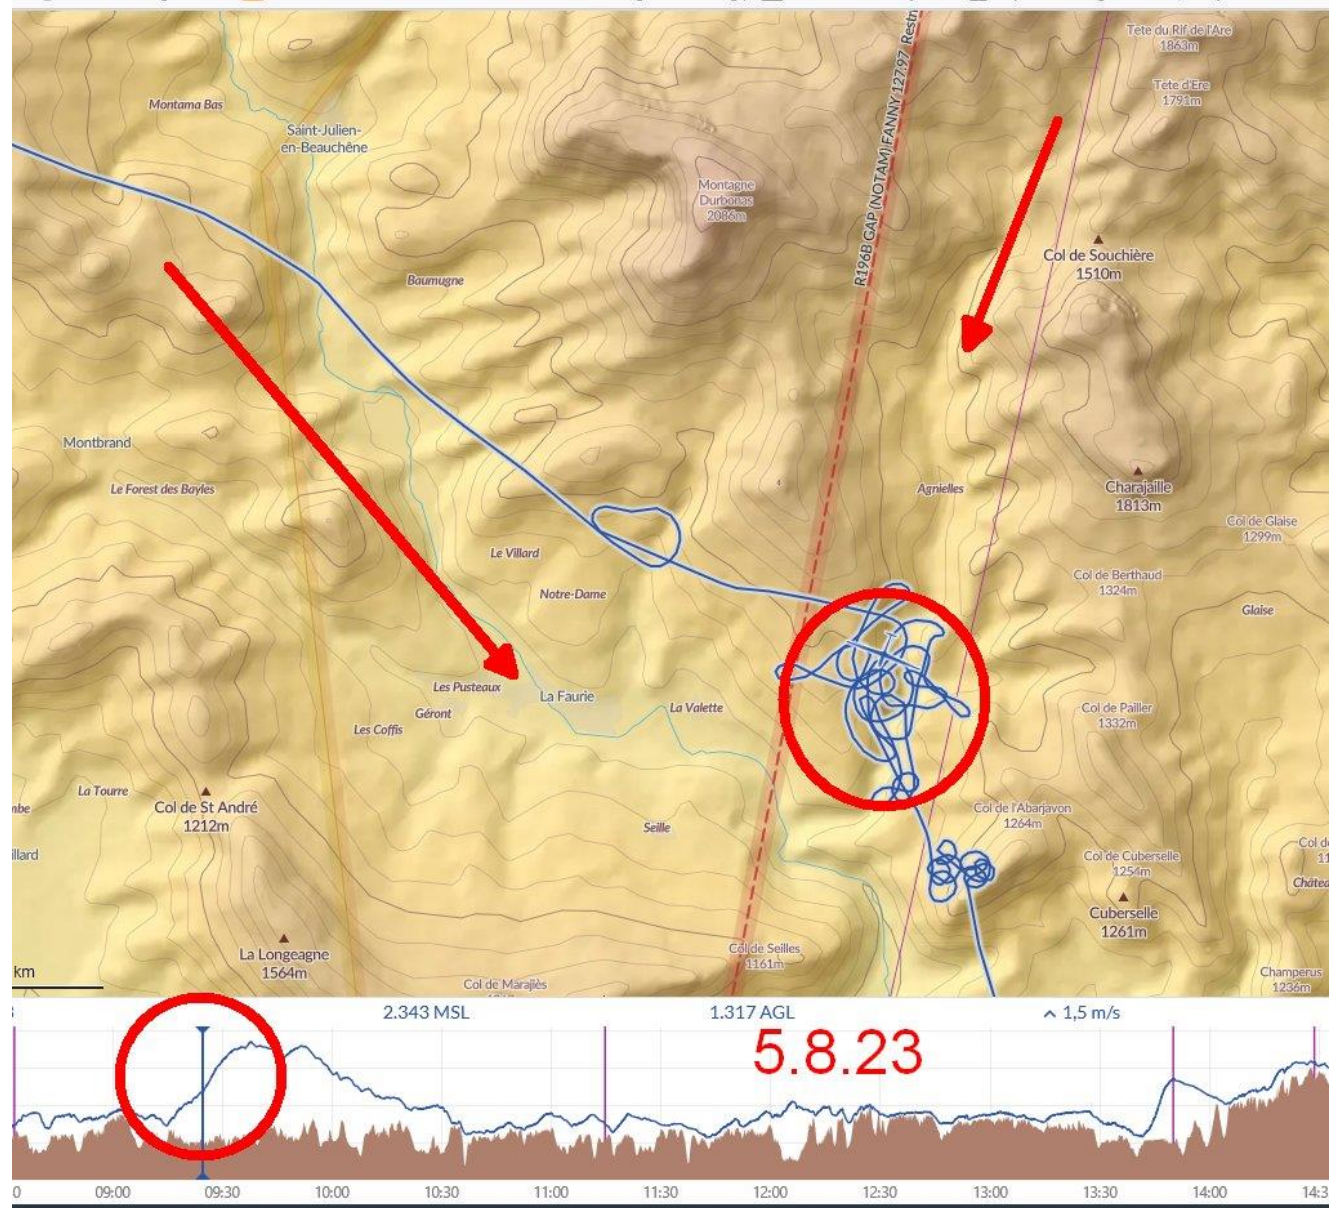 Tete du Rif de l'Are
1863m
Tete d'Ere
1791m
Montama Bas
Saint-Julien-
en-Beauchêne
R196B GAP (NOTAM) FANNY 127.97 Restr
Montagne
Durbonas
2086m
Col de Souchière
1510m
Baumugne
Montbrand
Le Forest des Bayles
Agnielles
Charajaille
1813m
Col de Glaise
1299m
Le Villard
Notre-Dame
Col de Berthaud
1324m
Glaise
Les Pusteaux
La Faurie
Géront
Les Coffis
La Valette
Col de Pailler
1332m
La Tourre
Col de St André
1212m
Seille
Col de l'Abarjavon
1264m
Col de Cuberselle
1254m
Cuberselle
1261m
La Longeagne
1564m
Col de Seilles
1161m
Col de Marajiès
Champerus
1236m
km
2.343 MSL
1.317 AGL
1,5 m/s
5.8.23
09:00 09:30 10:00 10:30 11:00 11:30 12:00 12:30 13:00 13:30 14:00 14:3